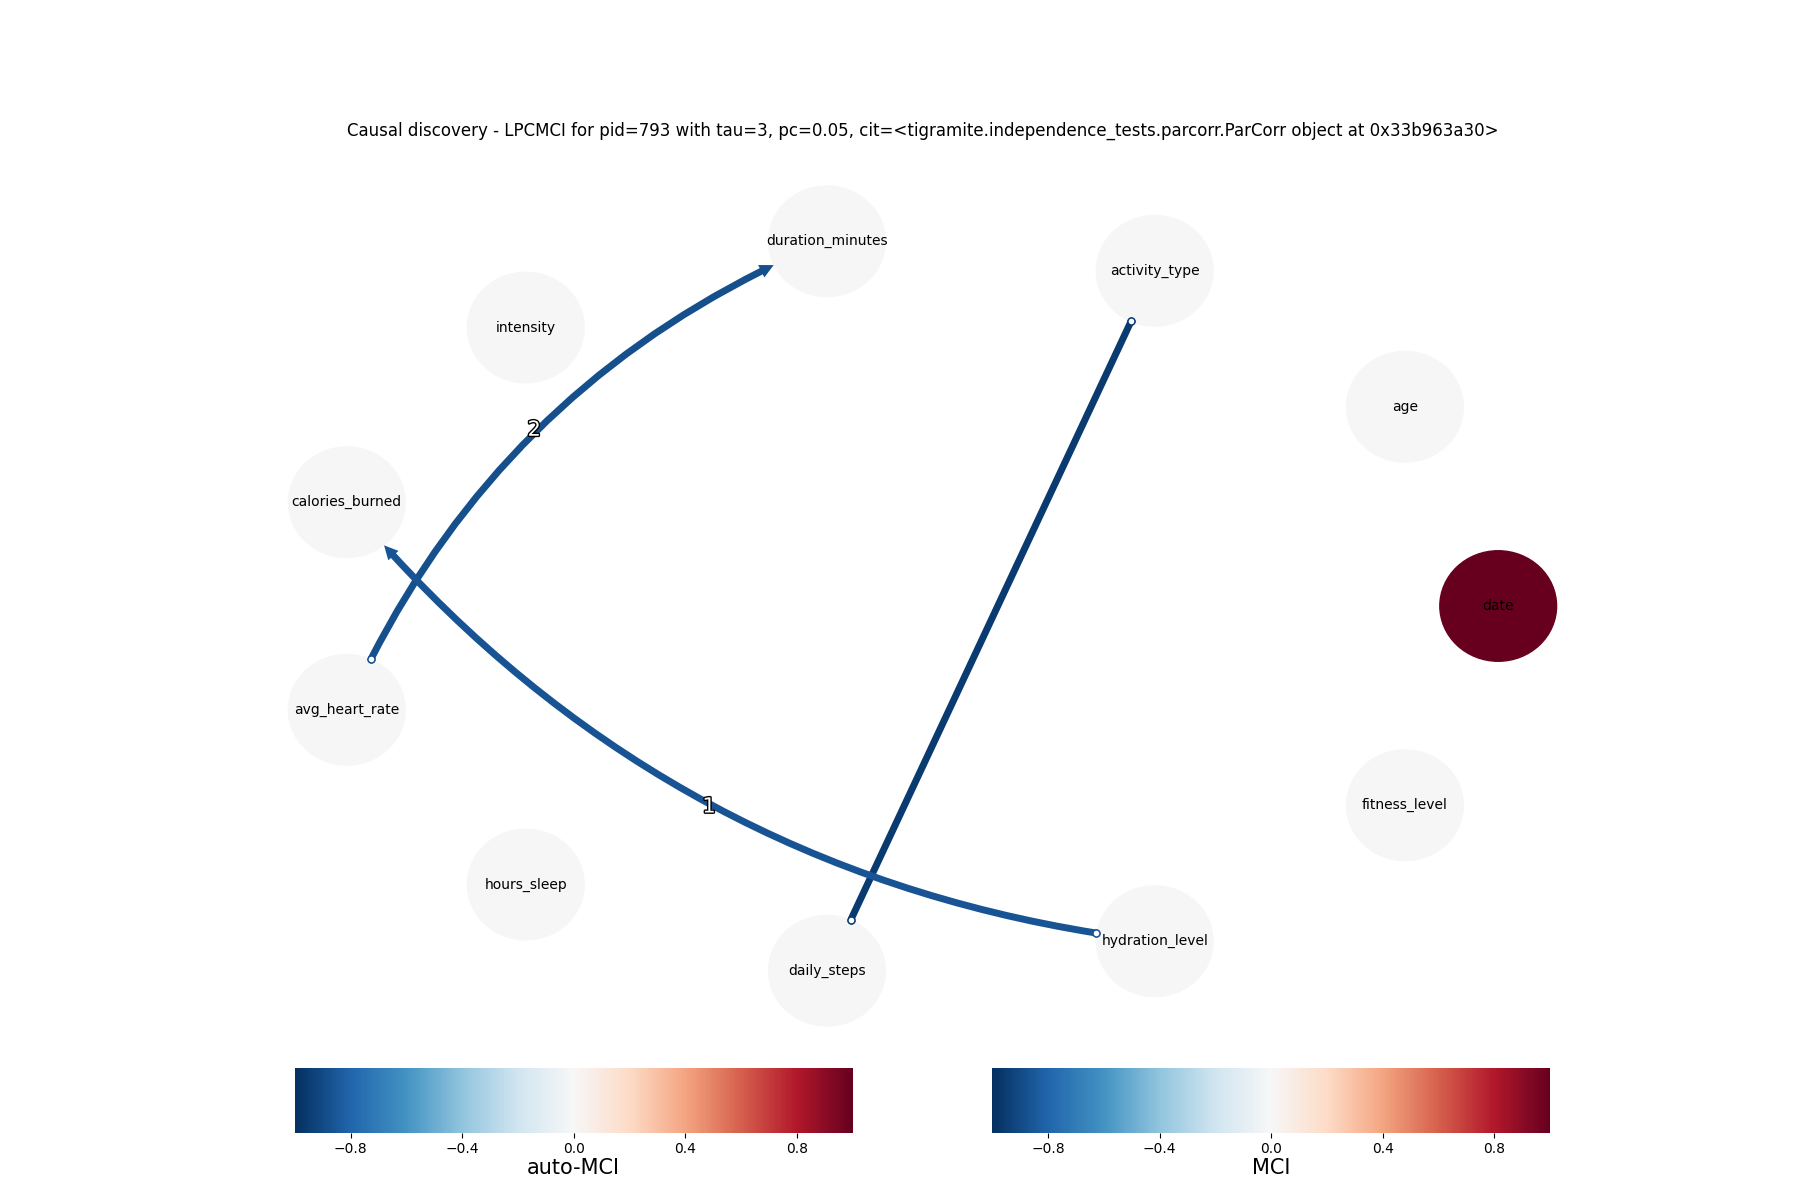 Causal discovery - LPCMCI for pid=793 with tau=3, pc=0.05, cit=<tigramite.independence_tests.parcorr.ParCorr object at 0x33b963a30>
duration_minutes
activity_type
intensity
age
2
calories_burned
date
avg_heart_rate
1
fitness_level
hours_sleep
hydration_level
daily_steps
−0.8 −0.4 0.0 0.4 0.8
auto-MCI
−0.8 −0.4 0.0 0.4 0.8
MCI